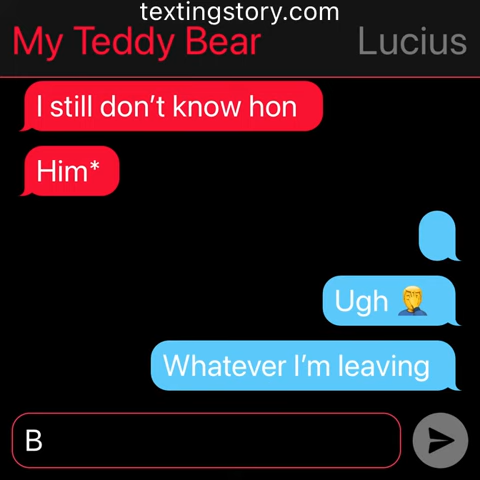 textingstory.com
My Teddy Bear Lucius
I still don’t know hon
Him*
Ugh 🤦‍♂️
Whatever I’m leaving
B